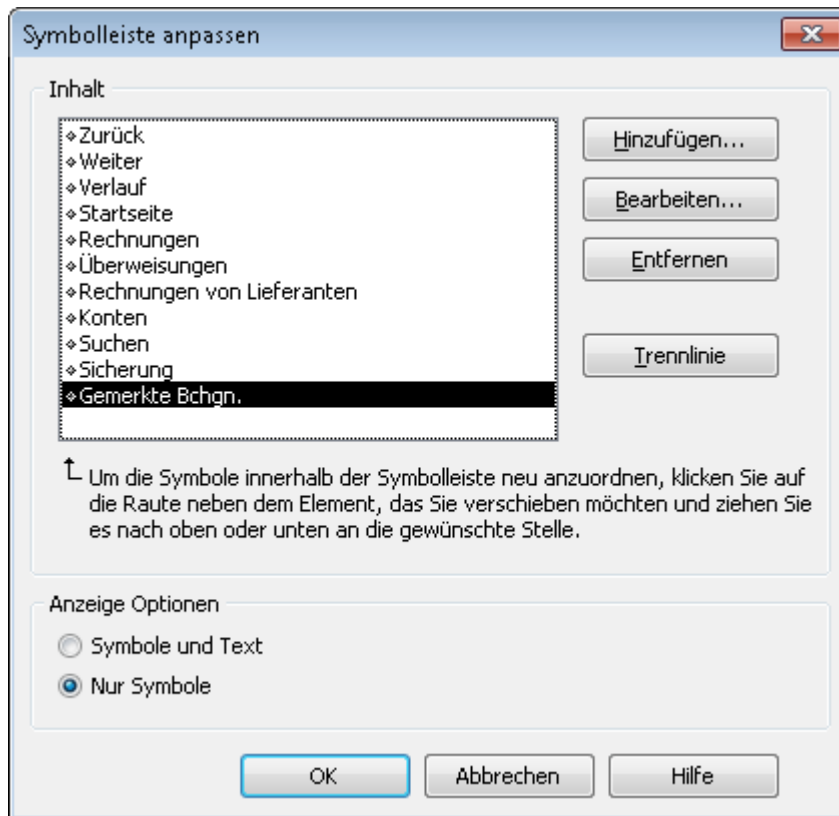 Symbolleiste anpassen
Inhalt
Zurück
Weiter
Verlauf
Startseite
Rechnungen
Überweisungen
Rechnungen von Lieferanten
Konten
Suchen
Sicherung
Gemerkte Bchgn.
Hinzufügen...
Bearbeiten...
Entfernen
Trennlinie
Um die Symbole innerhalb der Symbolleiste neu anzuordnen, klicken Sie auf
die Raute neben dem Element, das Sie verschieben möchten und ziehen Sie
es nach oben oder unten an die gewünschte Stelle.
Anzeige Optionen
Symbole und Text
Nur Symbole
OK
Abbrechen
Hilfe